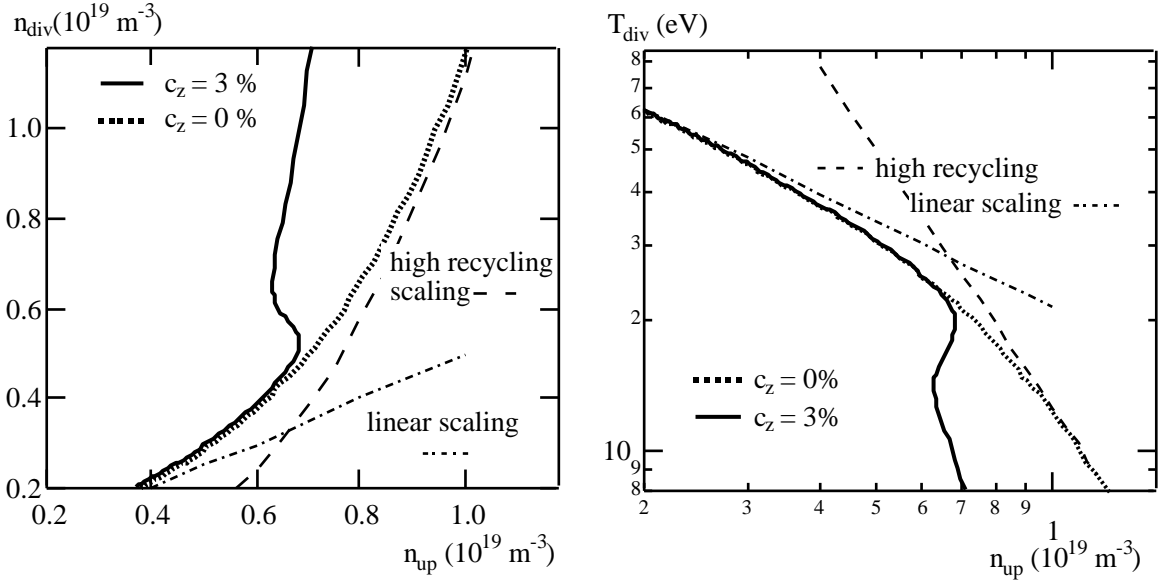 n_div(10^19 m^-3)
c_z = 3 %
c_z = 0 %
1.0
0.8
high recycling
scaling
0.6
0.4
linear scaling
0.2
0.2 0.4 0.6 0.8 1.0
n_up (10^19 m^-3)
T_div (eV)
8
7
6
5
high recycling
4
linear scaling
3
2
c_z = 0%
c_z = 3%
10
9
8
2 3 4 5 6 7 8 9 1
n_up (10^19 m^-3)